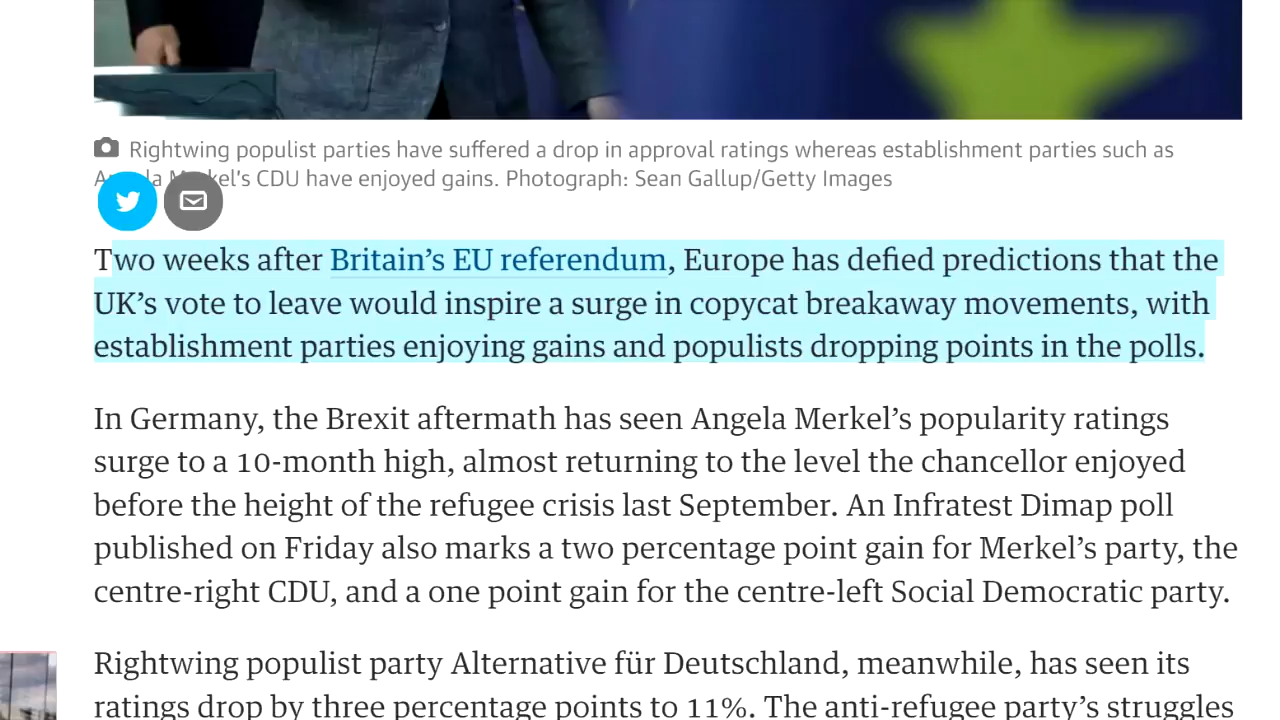 Rightwing populist parties have suffered a drop in approval ratings whereas establishment parties such as
Merkel's CDU have enjoyed gains. Photograph: Sean Gallup/Getty Images
Two weeks after Britain’s EU referendum, Europe has defied predictions that the
UK’s vote to leave would inspire a surge in copycat breakaway movements, with
establishment parties enjoying gains and populists dropping points in the polls.
In Germany, the Brexit aftermath has seen Angela Merkel’s popularity ratings
surge to a 10-month high, almost returning to the level the chancellor enjoyed
before the height of the refugee crisis last September. An Infratest Dimap poll
published on Friday also marks a two percentage point gain for Merkel’s party, the
centre-right CDU, and a one point gain for the centre-left Social Democratic party.
Rightwing populist party Alternative für Deutschland, meanwhile, has seen its
ratings drop by three percentage points to 11%. The anti-refugee party’s struggles